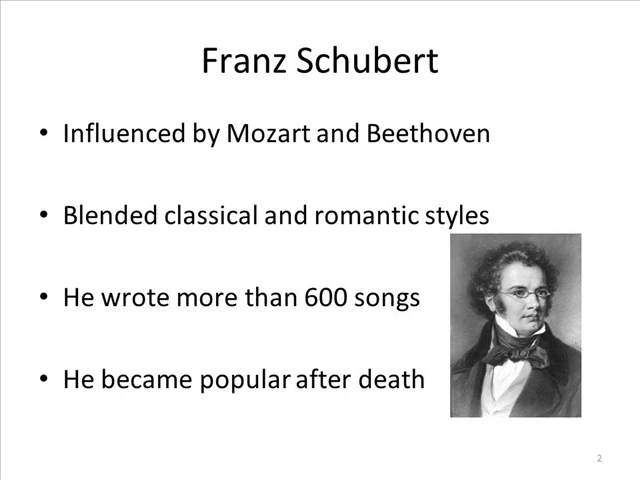 Franz Schubert
• Influenced by Mozart and Beethoven
• Blended classical and romantic styles
• He wrote more than 600 songs
• He became popular after death
2